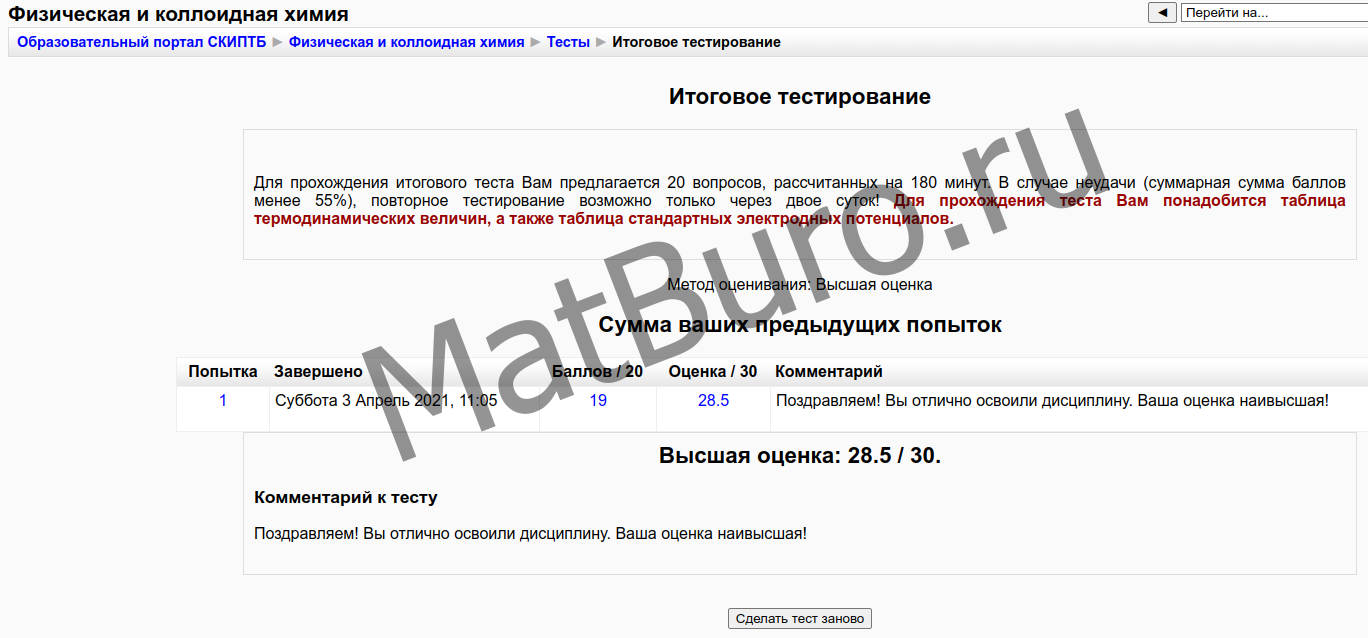 Физическая и коллоидная химия
◄ Перейти на...
Образовательный портал СКИПТБ ► Физическая и коллоидная химия ► Тесты ► Итоговое тестирование
Итоговое тестирование
Для прохождения итогового теста Вам предлагается 20 вопросов, рассчитанных на 180 минут. В случае неудачи (суммарная сумма баллов
менее 55%), повторное тестирование возможно только через двое суток! Для прохождения теста Вам понадобится таблица
термодинамических величин, а также таблица стандартных электродных потенциалов.
Метод оценивания: Высшая оценка
Сумма ваших предыдущих попыток
Попытка Завершено Баллов / 20 Оценка / 30 Комментарий
1 Суббота 3 Апрель 2021, 11:05 19 28.5 Поздравляем! Вы отлично освоили дисциплину. Ваша оценка наивысшая!
Высшая оценка: 28.5 / 30.
Комментарий к тесту
Поздравляем! Вы отлично освоили дисциплину. Ваша оценка наивысшая!
Сделать тест заново
MatBuro.ru